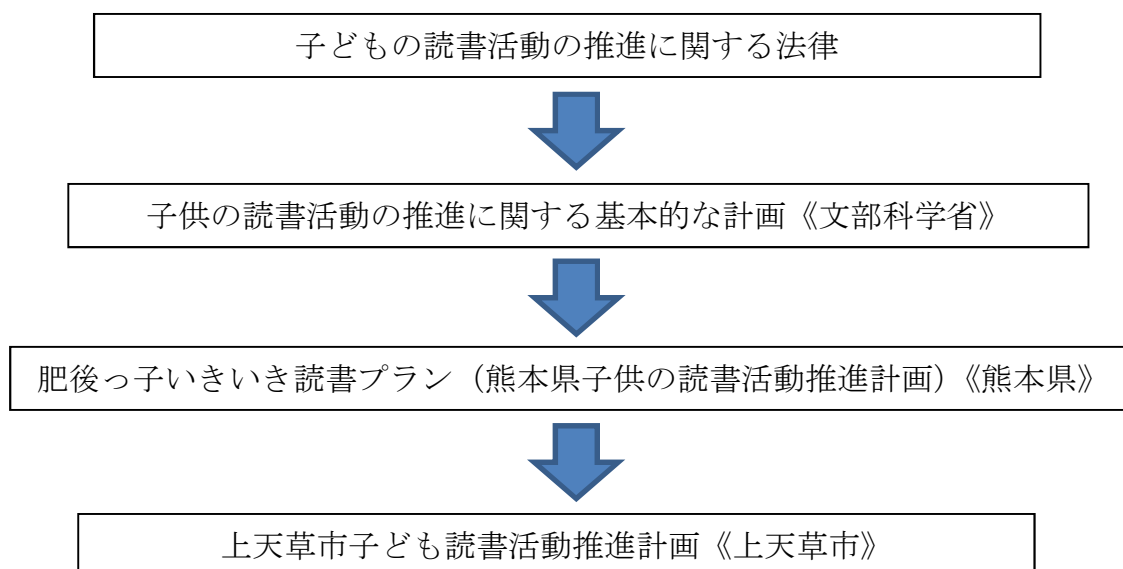 子どもの読書活動の推進に関する法律
子供の読書活動の推進に関する基本的な計画《文部科学省》
肥後っ子いきいき読書プラン（熊本県子供の読書活動推進計画）《熊本県》
上天草市子ども読書活動推進計画《上天草市》